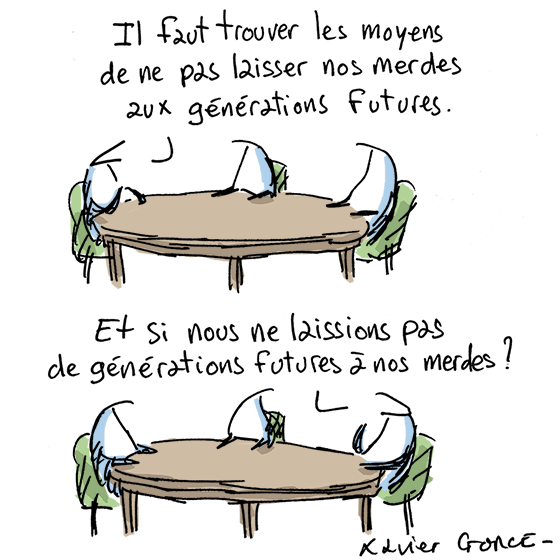 Il faut trouver les moyens
de ne pas laisser nos merdes
aux générations futures.
Et si nous ne laissions pas
de générations futures à nos merdes ?
Xavier GORCE -